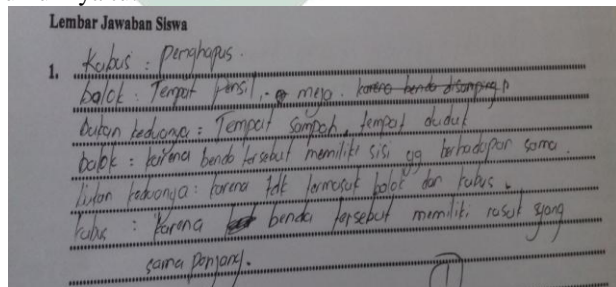 Lembar Jawaban Siswa
1. Kubus : penghapus.
balok : Tempat pensil, meja. karena benda disamping
bukan keduanya : Tempat sampah, tempat duduk
balok : karena benda tersebut memiliki sisi yg berhadapan sama.
bukan keduanya : karena tdk termasuk balok dan kubus.
kubus : karena benda tersebut memiliki rusuk yang
sama panjang.
1